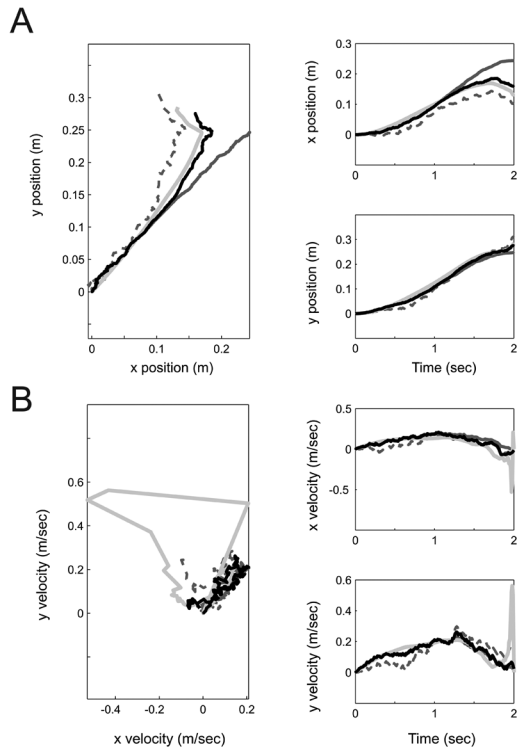 A
0.3
0.25
0.2
0.15
0.1
0.05
0
0 0.1 0.2
y position (m)
x position (m)
0.3
0.2
0.1
0
0 1 2
x position (m)
0.3
0.2
0.1
0
0 1 2
y position (m)
Time (sec)
B
0.6
0.4
0.2
0
-0.4 -0.2 0 0.2
y velocity (m/sec)
x velocity (m/sec)
0.5
0
-0.5
0 1 2
x velocity (m/sec)
0.6
0.4
0.2
0
0 1 2
y velocity (m/sec)
Time (sec)